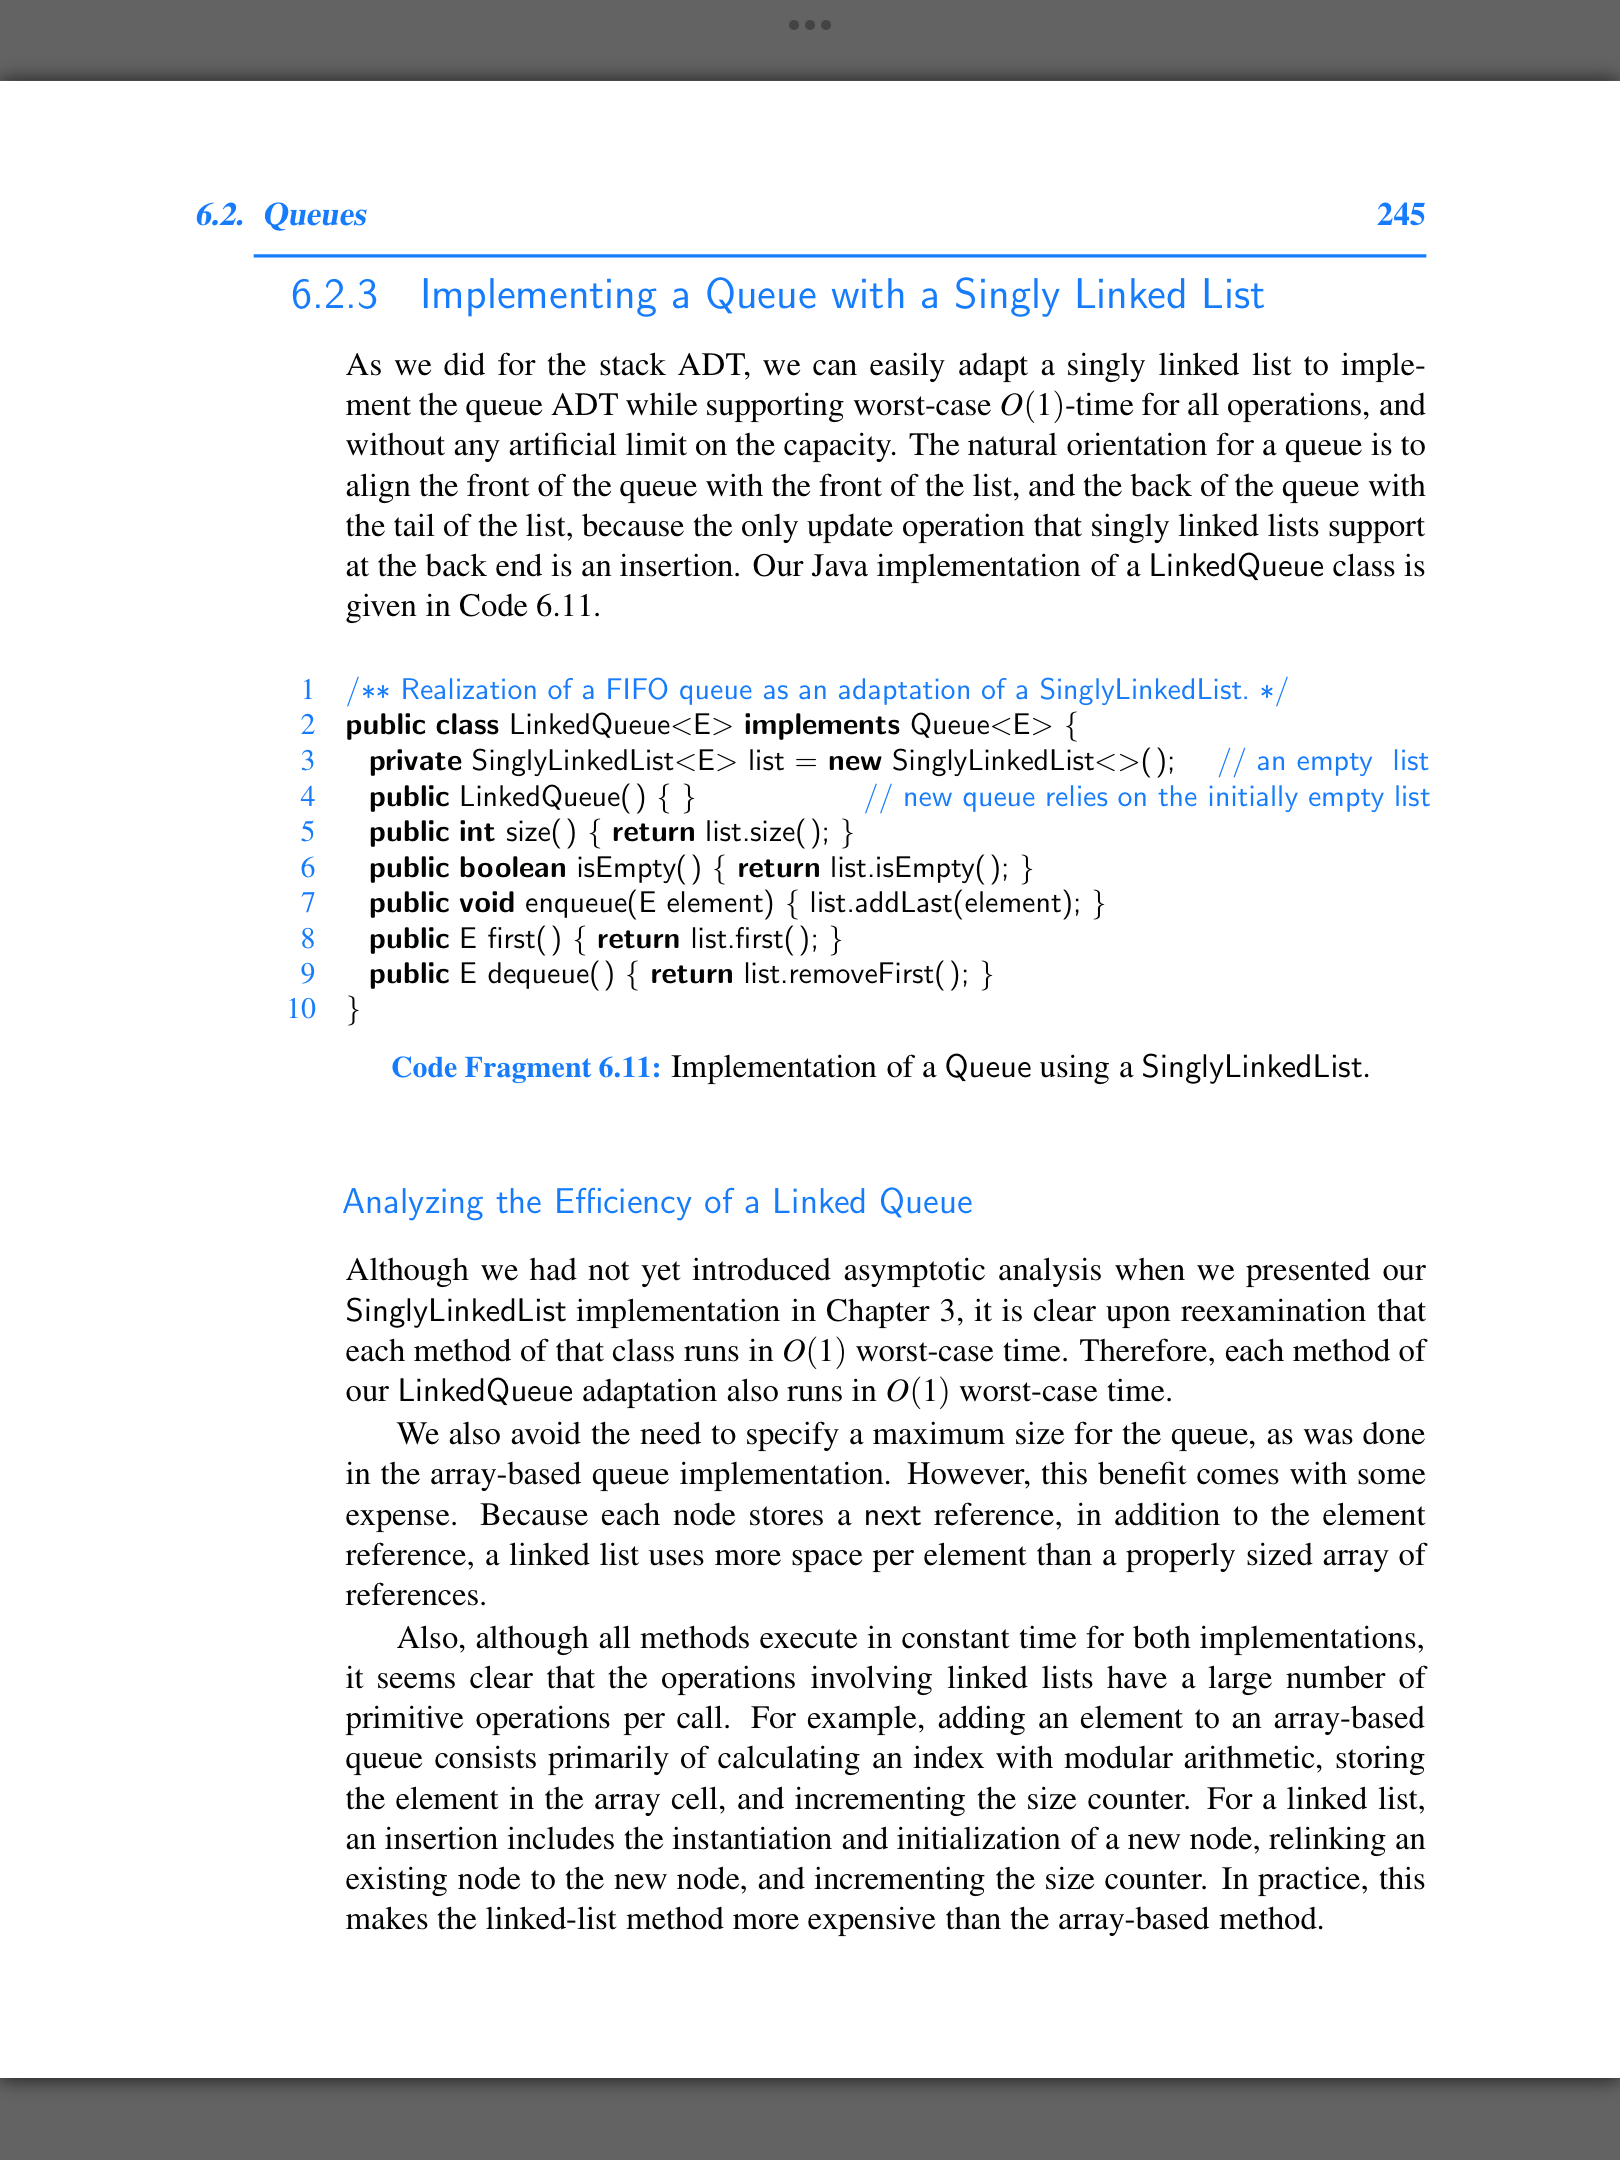 6.2. Queues 245
6.2.3 Implementing a Queue with a Singly Linked List
As we did for the stack ADT, we can easily adapt a singly linked list to imple-
ment the queue ADT while supporting worst-case O(1)-time for all operations, and
without any artificial limit on the capacity. The natural orientation for a queue is to
align the front of the queue with the front of the list, and the back of the queue with
the tail of the list, because the only update operation that singly linked lists support
at the back end is an insertion. Our Java implementation of a LinkedQueue class is
given in Code 6.11.
1 /** Realization of a FIFO queue as an adaptation of a SinglyLinkedList. */
2 public class LinkedQueue<E> implements Queue<E> {
3 private SinglyLinkedList<E> list = new SinglyLinkedList<>(); // an empty list
4 public LinkedQueue() { } // new queue relies on the initially empty list
5 public int size() { return list.size(); }
6 public boolean isEmpty() { return list.isEmpty(); }
7 public void enqueue(E element) { list.addLast(element); }
8 public E first() { return list.first(); }
9 public E dequeue() { return list.removeFirst(); }
10 }
Code Fragment 6.11: Implementation of a Queue using a SinglyLinkedList.
Analyzing the Efficiency of a Linked Queue
Although we had not yet introduced asymptotic analysis when we presented our
SinglyLinkedList implementation in Chapter 3, it is clear upon reexamination that
each method of that class runs in O(1) worst-case time. Therefore, each method of
our LinkedQueue adaptation also runs in O(1) worst-case time.
We also avoid the need to specify a maximum size for the queue, as was done
in the array-based queue implementation. However, this benefit comes with some
expense. Because each node stores a next reference, in addition to the element
reference, a linked list uses more space per element than a properly sized array of
references.
Also, although all methods execute in constant time for both implementations,
it seems clear that the operations involving linked lists have a large number of
primitive operations per call. For example, adding an element to an array-based
queue consists primarily of calculating an index with modular arithmetic, storing
the element in the array cell, and incrementing the size counter. For a linked list,
an insertion includes the instantiation and initialization of a new node, relinking an
existing node to the new node, and incrementing the size counter. In practice, this
makes the linked-list method more expensive than the array-based method.